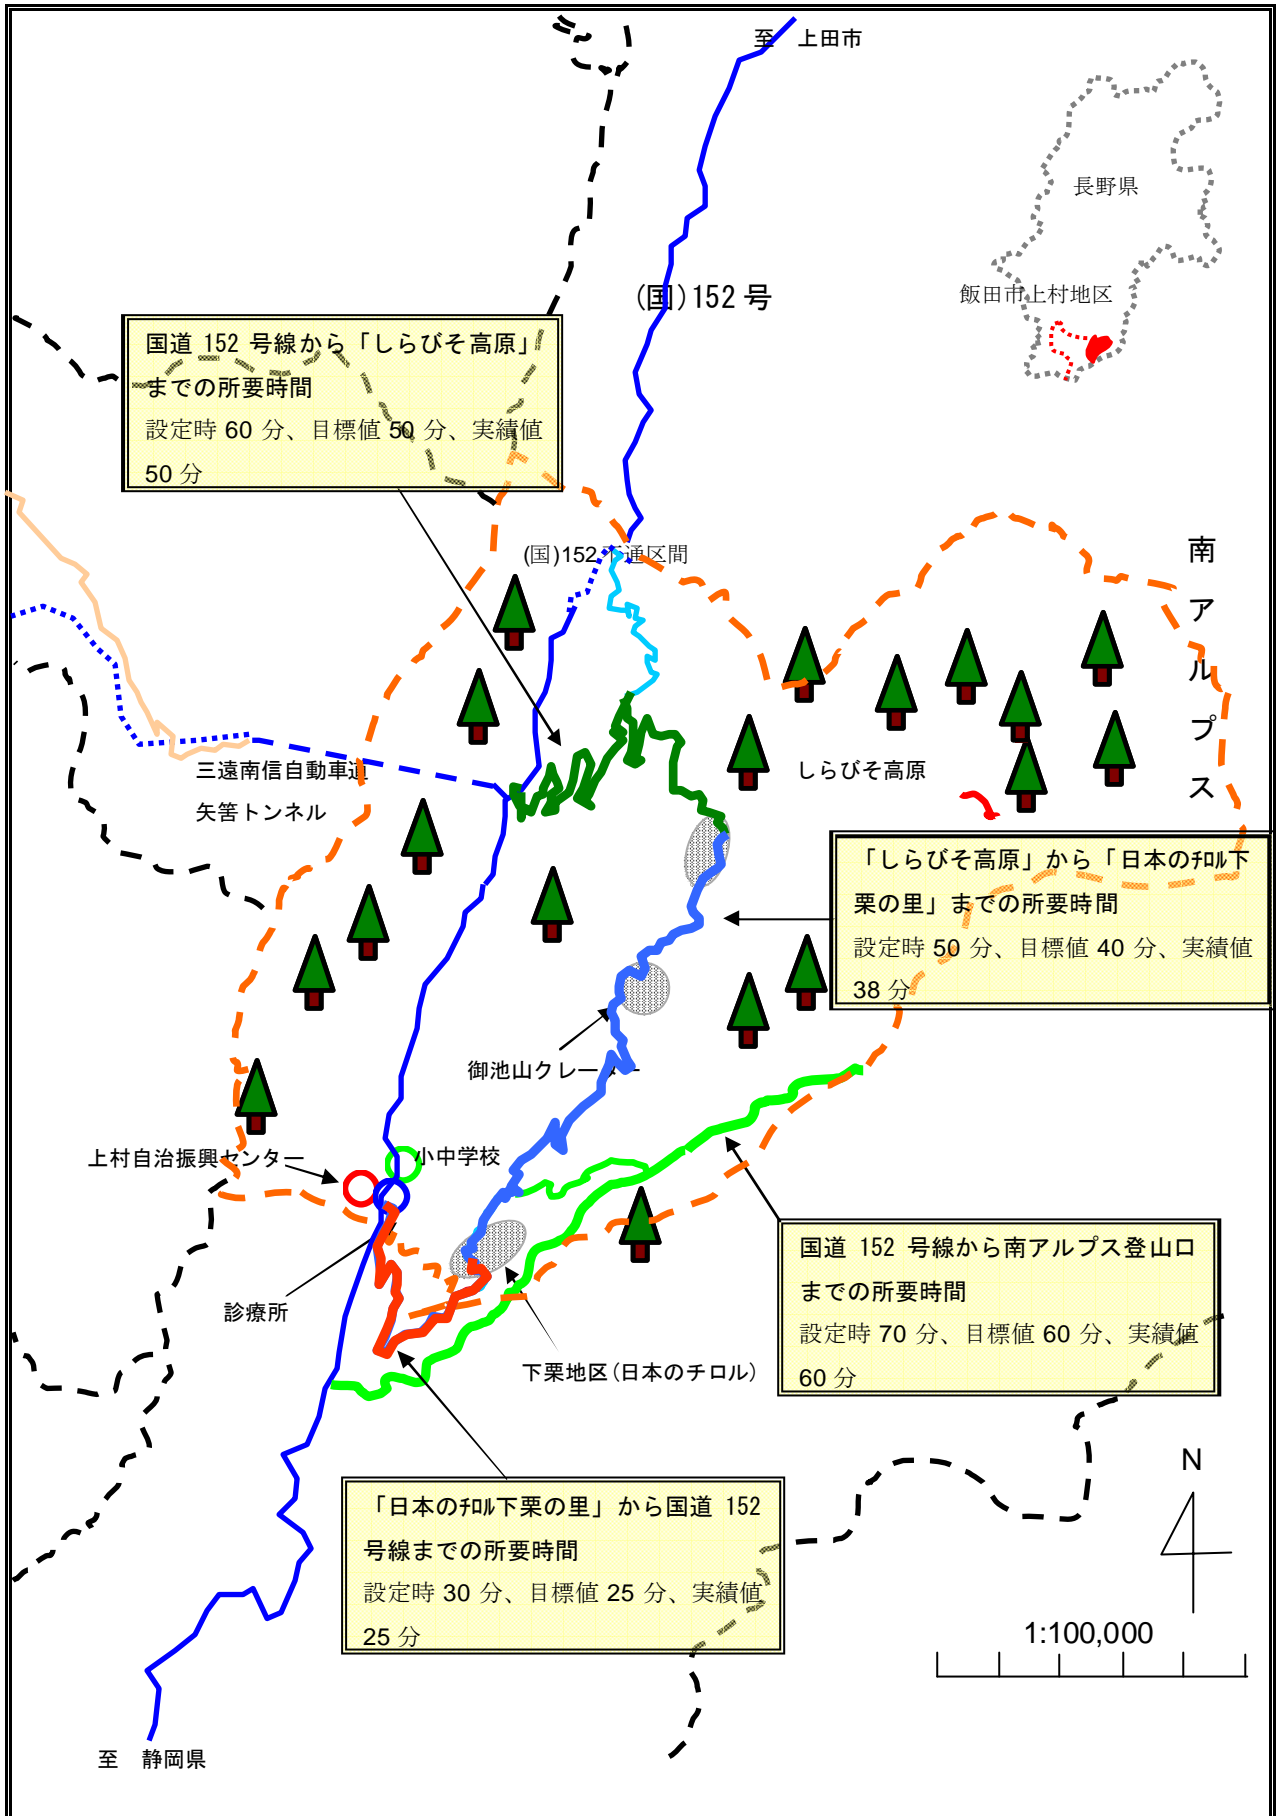 至　上田市
長野県
飯田市上村地区
(国)152 号
国道 152 号線から「しらびそ高原」
までの所要時間
設定時 60 分、目標値 50 分、実績値
50 分
(国)152 不通区間
南アルプス
三遠南信自動車道
矢筈トンネル
しらびそ高原
「しらびそ高原」から「日本のﾁﾛﾙ下
栗の里」までの所要時間
設定時 50 分、目標値 40 分、実績値
38 分
御池山クレーター
上村自治振興センター
小中学校
診療所
国道 152 号線から南アルプス登山口
までの所要時間
設定時 70 分、目標値 60 分、実績値
60 分
下栗地区(日本のチロル)
「日本のﾁﾛﾙ下栗の里」から国道 152
号線までの所要時間
設定時 30 分、目標値 25 分、実績値
25 分
N
1:100,000
至　静岡県